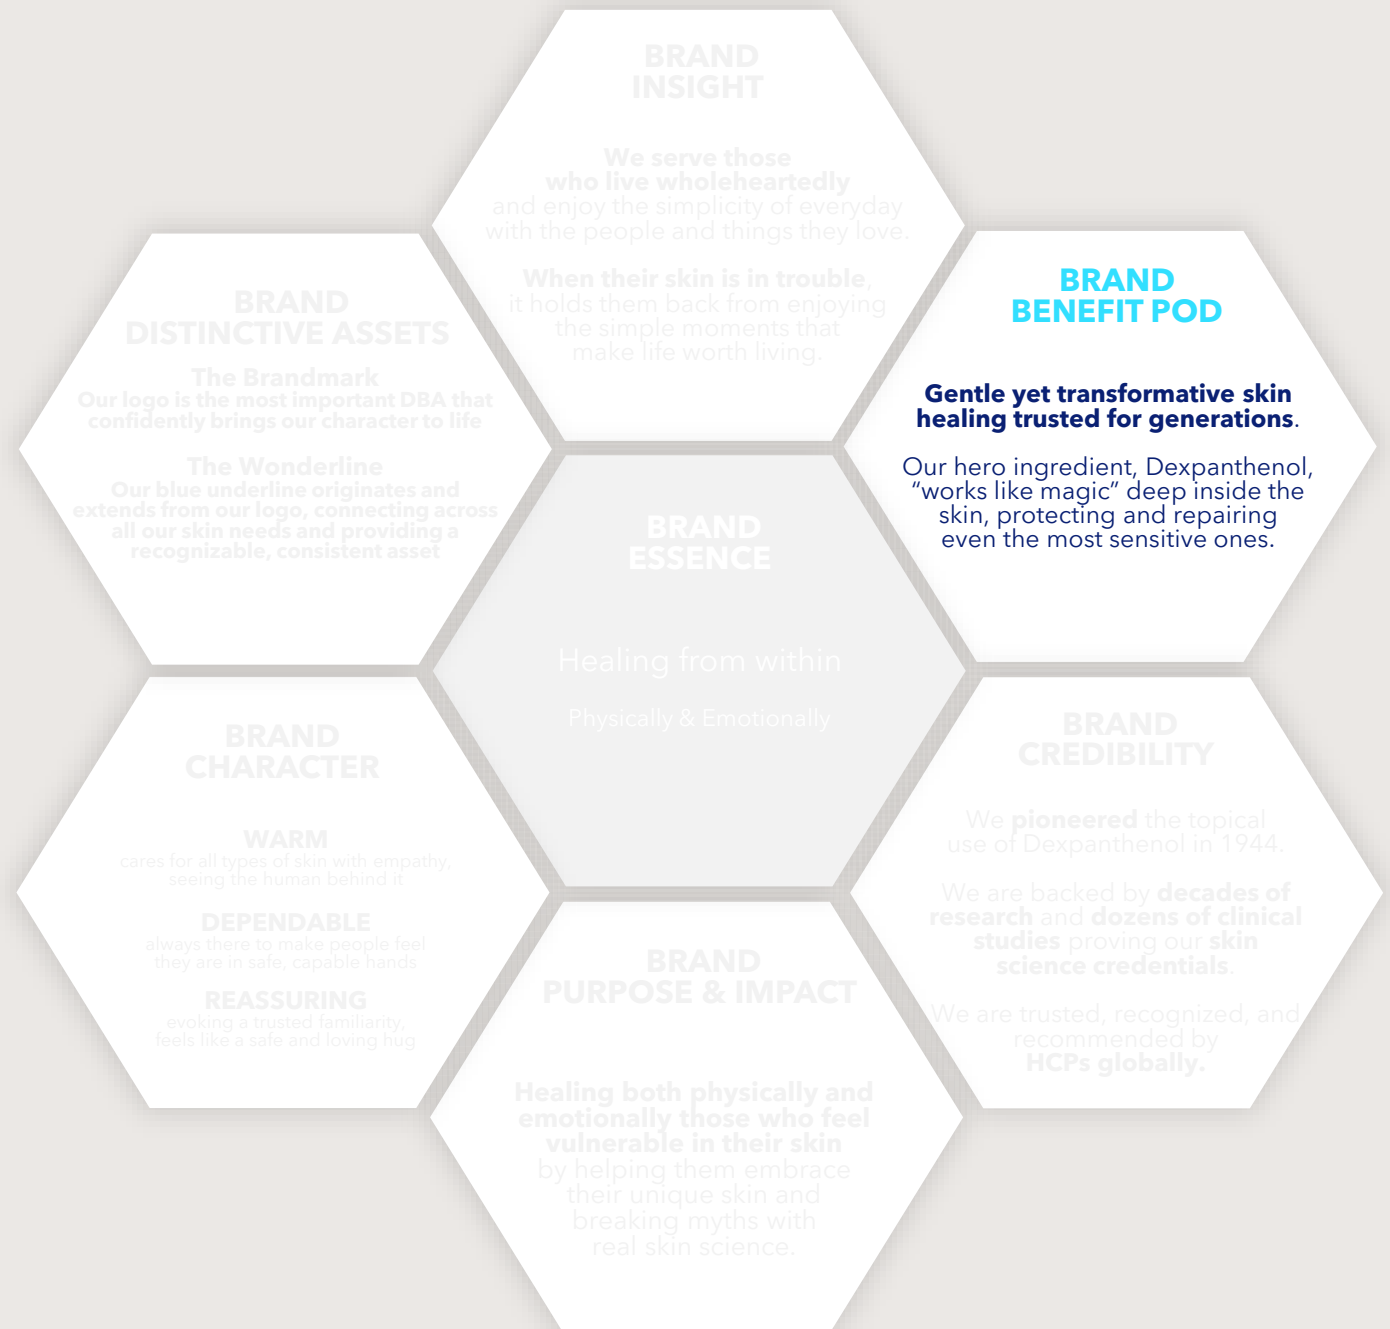 BRAND
INSIGHT
We serve those
who live wholeheartedly
and enjoy the simplicity of everyday
with the people and things they love.
When their skin is in trouble,
it holds them back from enjoying
the simple moments that
make life worth living.
BRAND
DISTINCTIVE ASSETS
The Brandmark
Our logo is the most important DBA that
confidently brings our character to life
The Wonderline
Our blue underline originates and
extends from our logo, connecting across
all our skin needs and providing a
recognizable, consistent asset
BRAND
BENEFIT POD
Gentle yet transformative skin
healing trusted for generations.
Our hero ingredient, Dexpanthenol,
“works like magic” deep inside the
skin, protecting and repairing
even the most sensitive ones.
BRAND
ESSENCE
Healing from within
Physically & Emotionally
BRAND
CHARACTER
WARM
cares for all types of skin with empathy,
seeing the human behind it
DEPENDABLE
always there to make people feel
they are in safe, capable hands
REASSURING
evoking a trusted familiarity,
feels like a safe and loving hug
BRAND
CREDIBILITY
We pioneered the topical
use of Dexpanthenol in 1944.
We are backed by decades of
research and dozens of clinical
studies proving our skin
science credentials.
We are trusted, recognized, and
recommended by
HCPs globally.
BRAND
PURPOSE & IMPACT
Healing both physically and
emotionally those who feel
vulnerable in their skin
by helping them embrace
their unique skin and
breaking myths with
real skin science.